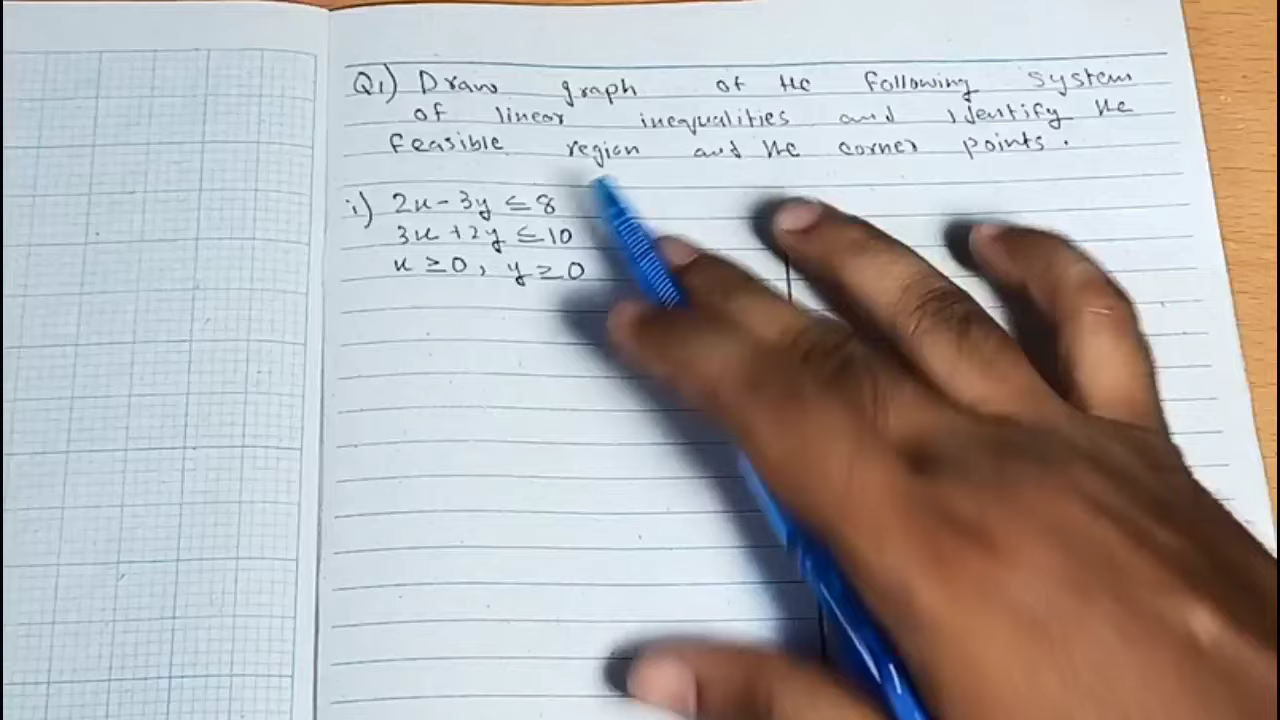 Q1) Draw graph of the following system
of linear inequalities and identify the
feasible region and the corner points.
i) 2x - 3y ≤ 8
3x + 2y ≤ 10
x ≥ 0, y ≥ 0